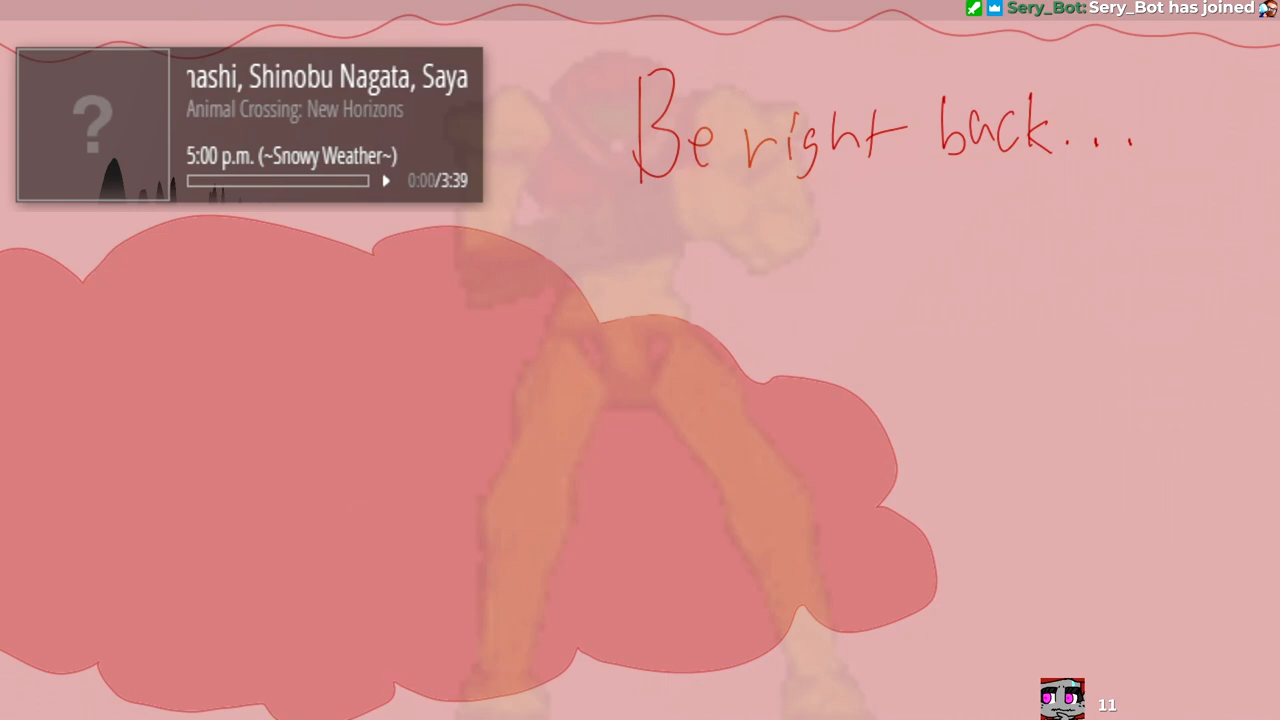 Sery_Bot: Sery_Bot has joined
?
hashi, Shinobu Nagata, Saya
Animal Crossing: New Horizons
5:00 p.m. (~Snowy Weather~)
0:00/3:39
Be right back...
11